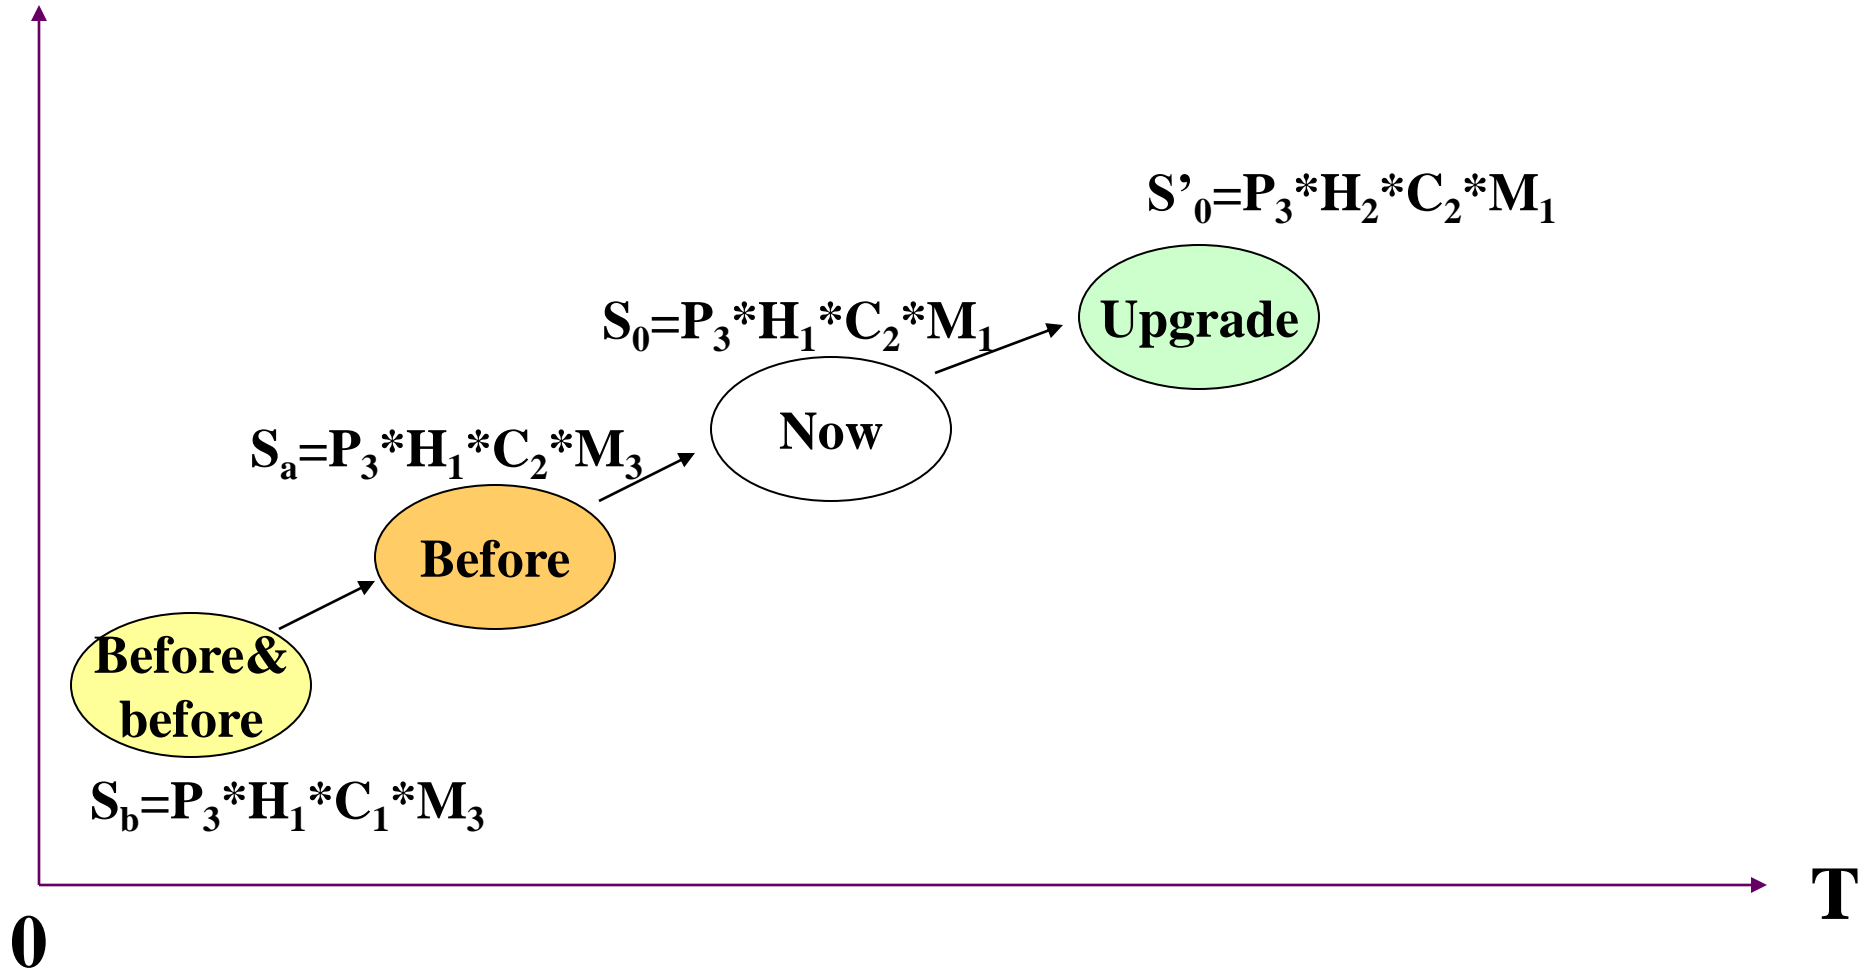 S’₀=P₃*H₂*C₂*M₁
Upgrade
S₀=P₃*H₁*C₂*M₁
Now
Sₐ=P₃*H₁*C₂*M₃
Before
Before&
before
S_b=P₃*H₁*C₁*M₃
T
0